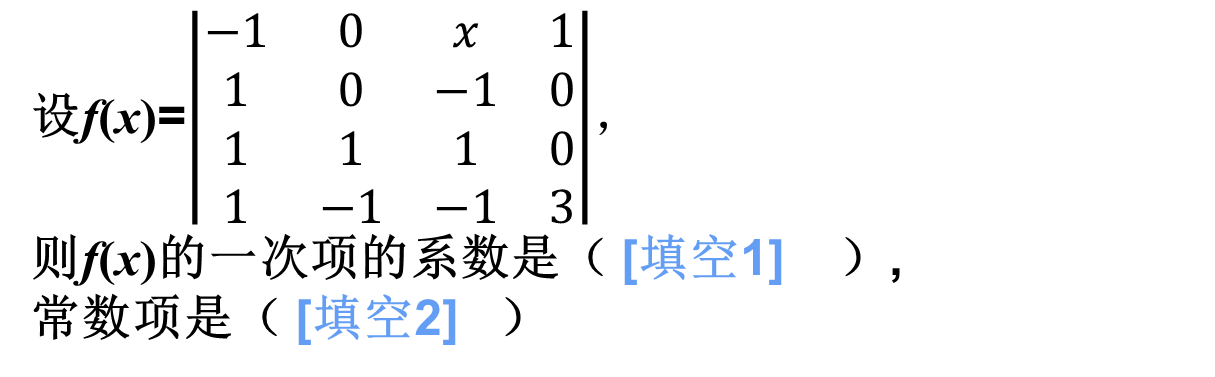 −1 0 x 1
1 0 −1 0
设f(x)= ,
1 1 1 0
1 −1 −1 3
则f(x)的一次项的系数是（ [填空1] ），
常数项是（ [填空2] ）